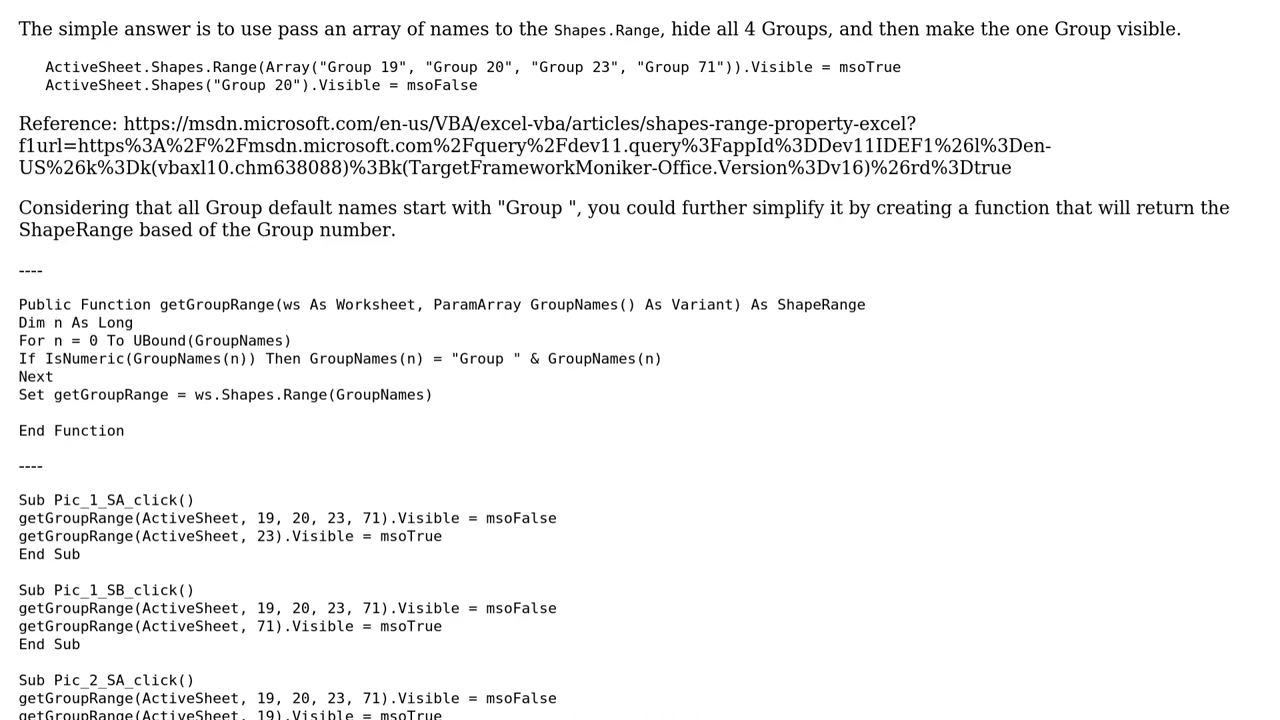 The simple answer is to use pass an array of names to the Shapes.Range, hide all 4 Groups, and then make the one Group visible.
ActiveSheet.Shapes.Range(Array("Group 19", "Group 20", "Group 23", "Group 71")).Visible = msoTrue
ActiveSheet.Shapes("Group 20").Visible = msoFalse
Reference: https://msdn.microsoft.com/en-us/VBA/excel-vba/articles/shapes-range-property-excel?
f1url=https%3A%2F%2Fmsdn.microsoft.com%2Fquery%2Fdev11.query%3FappId%3DDev11IDEF1%26l%3Den-
US%26k%3Dk(vbaxl10.chm638088)%3Bk(TargetFrameworkMoniker-Office.Version%3Dv16)%26rd%3Dtrue
Considering that all Group default names start with "Group ", you could further simplify it by creating a function that will return the
ShapeRange based of the Group number.
----
Public Function getGroupRange(ws As Worksheet, ParamArray GroupNames() As Variant) As ShapeRange
Dim n As Long
For n = 0 To UBound(GroupNames)
If IsNumeric(GroupNames(n)) Then GroupNames(n) = "Group " & GroupNames(n)
Next
Set getGroupRange = ws.Shapes.Range(GroupNames)
End Function
----
Sub Pic_1_SA_click()
getGroupRange(ActiveSheet, 19, 20, 23, 71).Visible = msoFalse
getGroupRange(ActiveSheet, 23).Visible = msoTrue
End Sub
Sub Pic_1_SB_click()
getGroupRange(ActiveSheet, 19, 20, 23, 71).Visible = msoFalse
getGroupRange(ActiveSheet, 71).Visible = msoTrue
End Sub
Sub Pic_2_SA_click()
getGroupRange(ActiveSheet, 19, 20, 23, 71).Visible = msoFalse
getGroupRange(ActiveSheet, 19).Visible = msoTrue